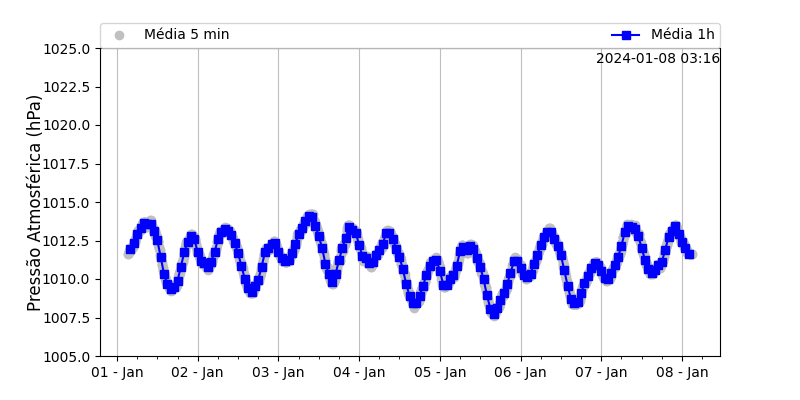 Média 5 min
Média 1h
2024-01-08 03:16
Pressão Atmosférica (hPa)
1025.0
1022.5
1020.0
1017.5
1015.0
1012.5
1010.0
1007.5
1005.0
01 - Jan
02 - Jan
03 - Jan
04 - Jan
05 - Jan
06 - Jan
07 - Jan
08 - Jan